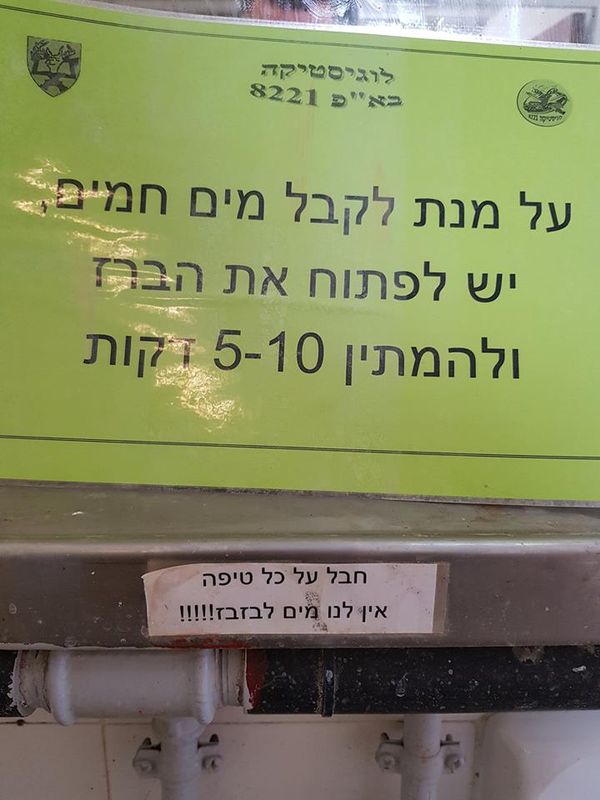 לוגיסטיקה
בא"פ 8221
על מנת לקבל מים חמים,
יש לפתוח את הברז
ולהמתין 5-10 דקות
חבל על כל טיפה
אין לנו מים לבזבז!!!!!